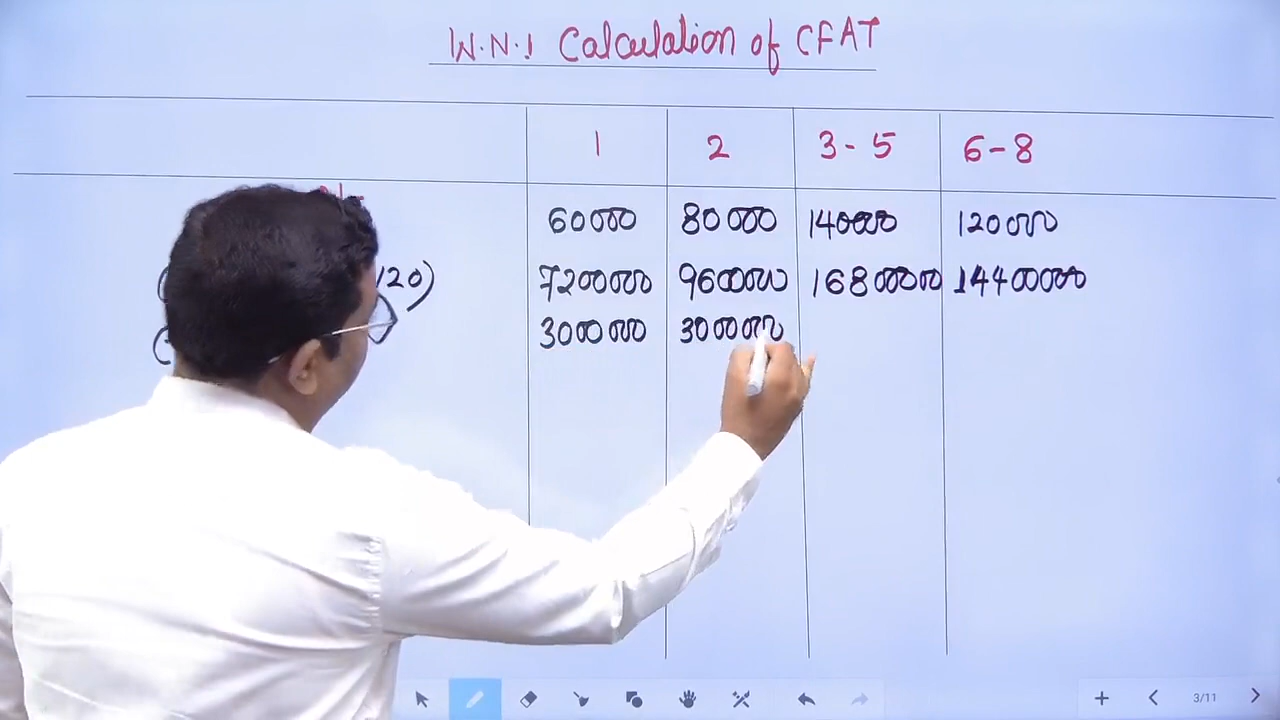 W.N.1 Calculation of CFAT
1 2 3-5 6-8
60000 80000 140000 120000
120) 7200000 9600000 16800000 14400000
3000000 3000000
3/11